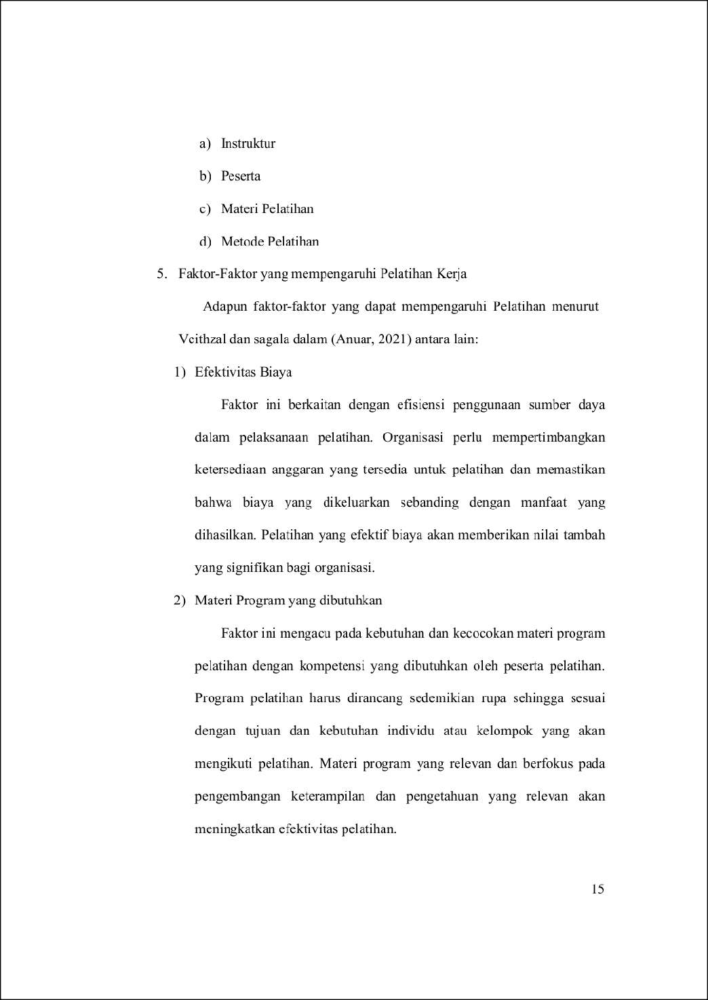 a) Instruktur
b) Peserta
c) Materi Pelatihan
d) Metode Pelatihan
5. Faktor-Faktor yang mempengaruhi Pelatihan Kerja
Adapun faktor-faktor yang dapat mempengaruhi Pelatihan menurut
Veithzal dan sagala dalam (Anuar, 2021) antara lain:
1) Efektivitas Biaya
Faktor ini berkaitan dengan efisiensi penggunaan sumber daya
dalam pelaksanaan pelatihan. Organisasi perlu mempertimbangkan
ketersediaan anggaran yang tersedia untuk pelatihan dan memastikan
bahwa biaya yang dikeluarkan sebanding dengan manfaat yang
dihasilkan. Pelatihan yang efektif biaya akan memberikan nilai tambah
yang signifikan bagi organisasi.
2) Materi Program yang dibutuhkan
Faktor ini mengacu pada kebutuhan dan kecocokan materi program
pelatihan dengan kompetensi yang dibutuhkan oleh peserta pelatihan.
Program pelatihan harus dirancang sedemikian rupa sehingga sesuai
dengan tujuan dan kebutuhan individu atau kelompok yang akan
mengikuti pelatihan. Materi program yang relevan dan berfokus pada
pengembangan keterampilan dan pengetahuan yang relevan akan
meningkatkan efektivitas pelatihan.
15